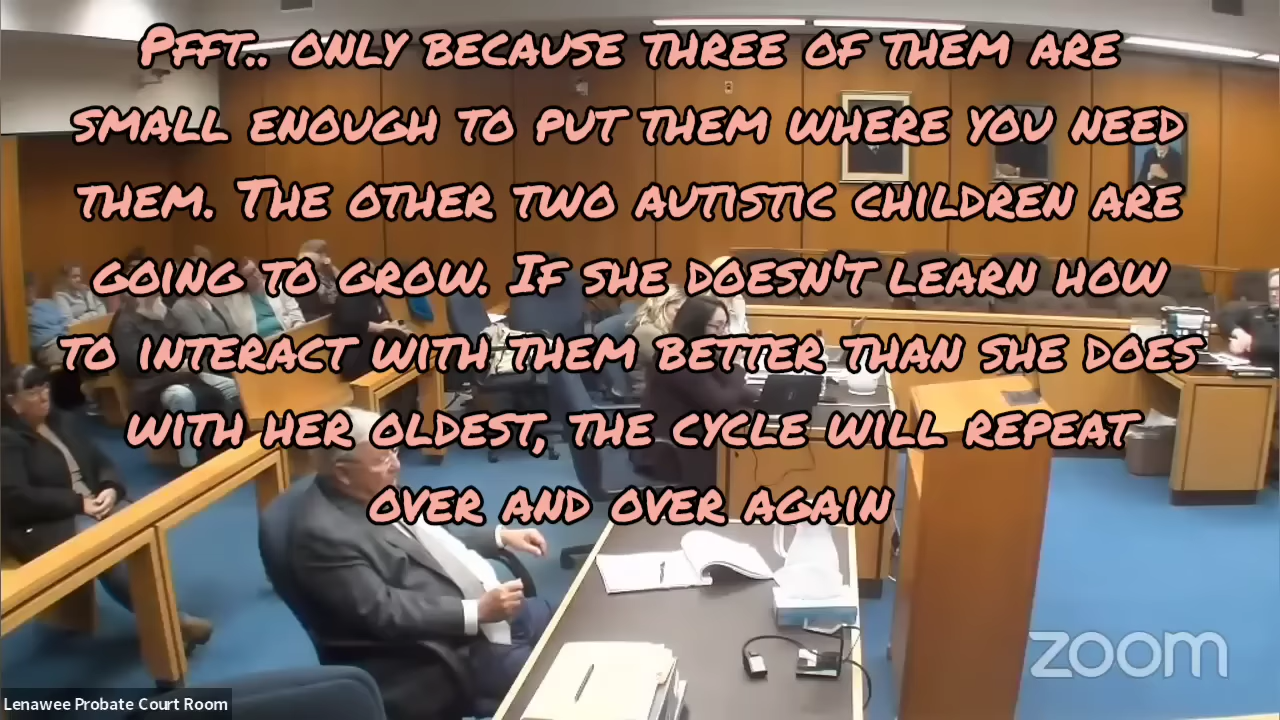 Pfft.. only because three of them are
small enough to put them where you need
them. The other two autistic children are
going to grow. If she doesn't learn how
to interact with them better than she does
with her oldest, the cycle will repeat
over and over again
zoom
Lenawee Probate Court Room